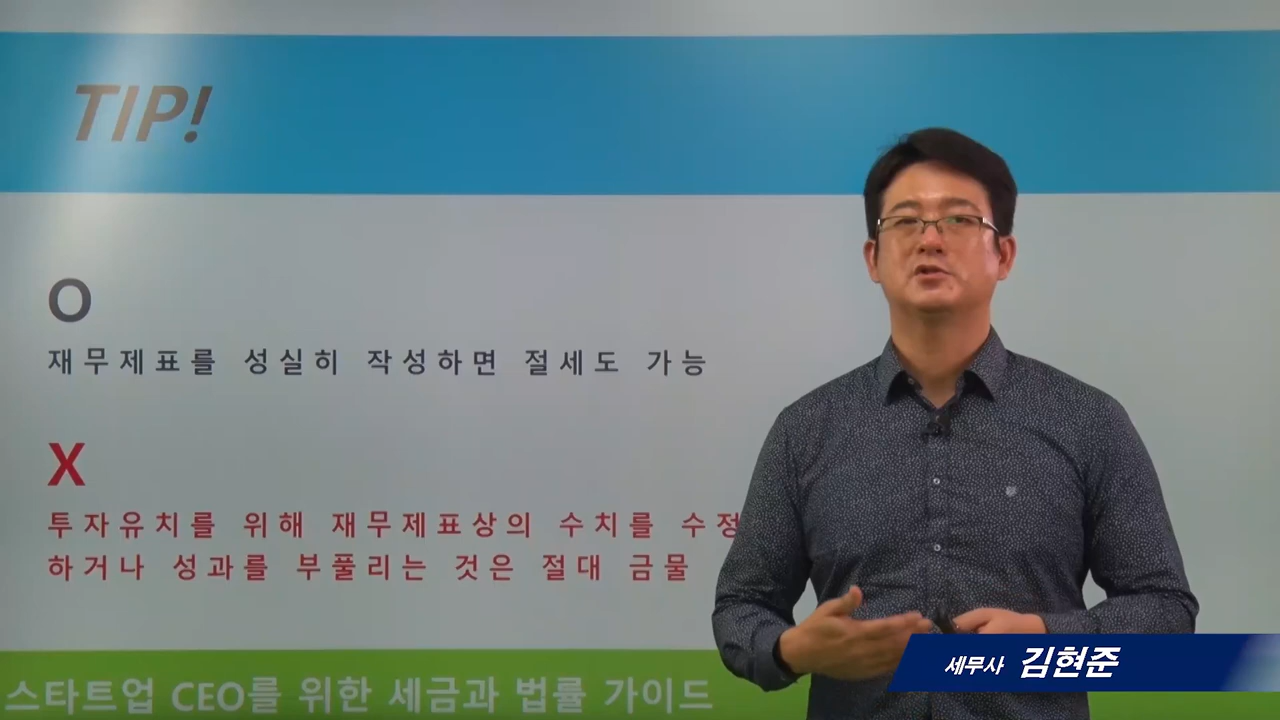 TIP!
O
재무제표를 성실히 작성하면 절세도 가능
X
투자유치를 위해 재무제표상의 수치를 수정
하거나 성과를 부풀리는 것은 절대 금물
스타트업 CEO를 위한 세금과 법률 가이드
세무사 김현준